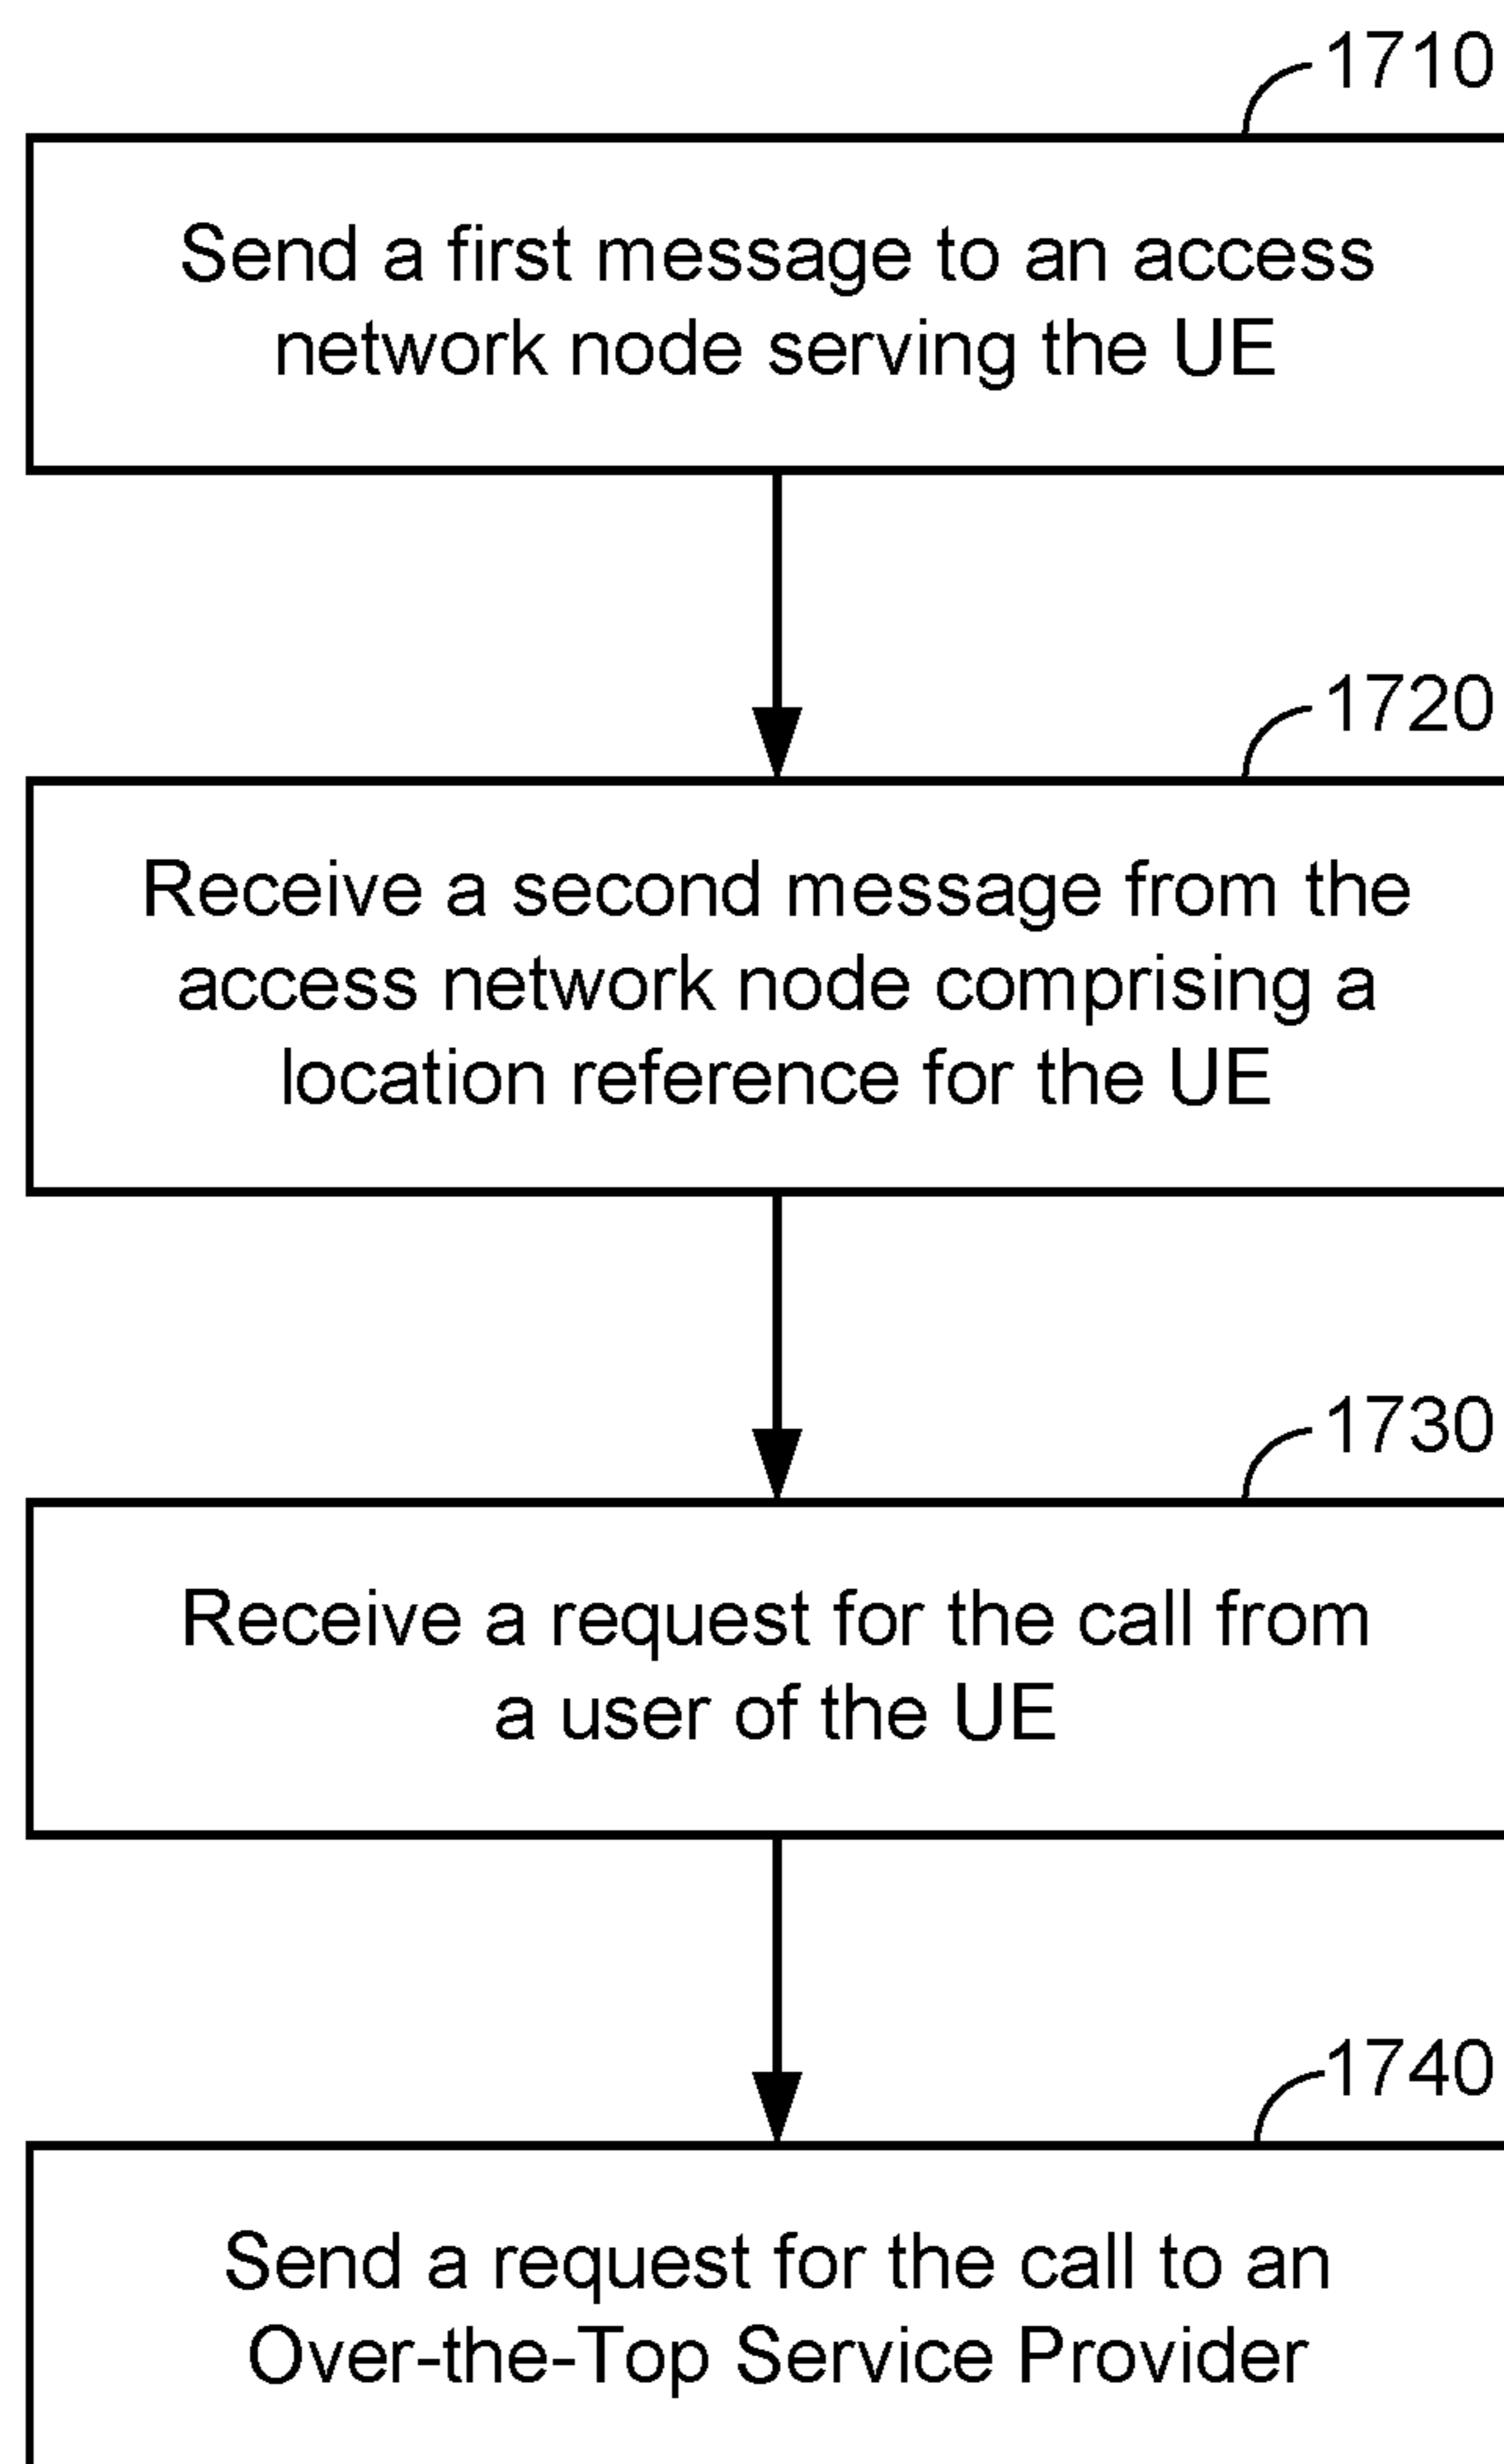 1710
Send a first message to an access
network node serving the UE
1720
Receive a second message from the
access network node comprising a
location reference for the UE
1730
Receive a request for the call from
a user of the UE
1740
Send a request for the call to an
Over-the-Top Service Provider